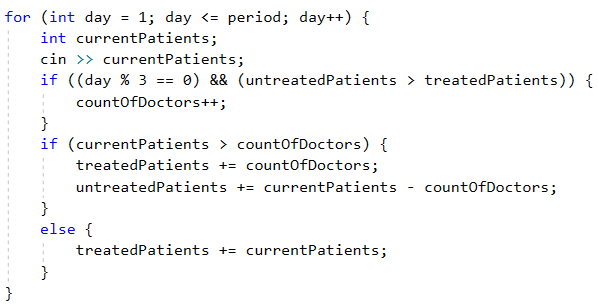 for (int day = 1; day <= period; day++) {
    int currentPatients;
    cin >> currentPatients;
    if ((day % 3 == 0) && (untreatedPatients > treatedPatients)) {
        countOfDoctors++;
    }
    if (currentPatients > countOfDoctors) {
        treatedPatients += countOfDoctors;
        untreatedPatients += currentPatients - countOfDoctors;
    }
    else {
        treatedPatients += currentPatients;
    }
}